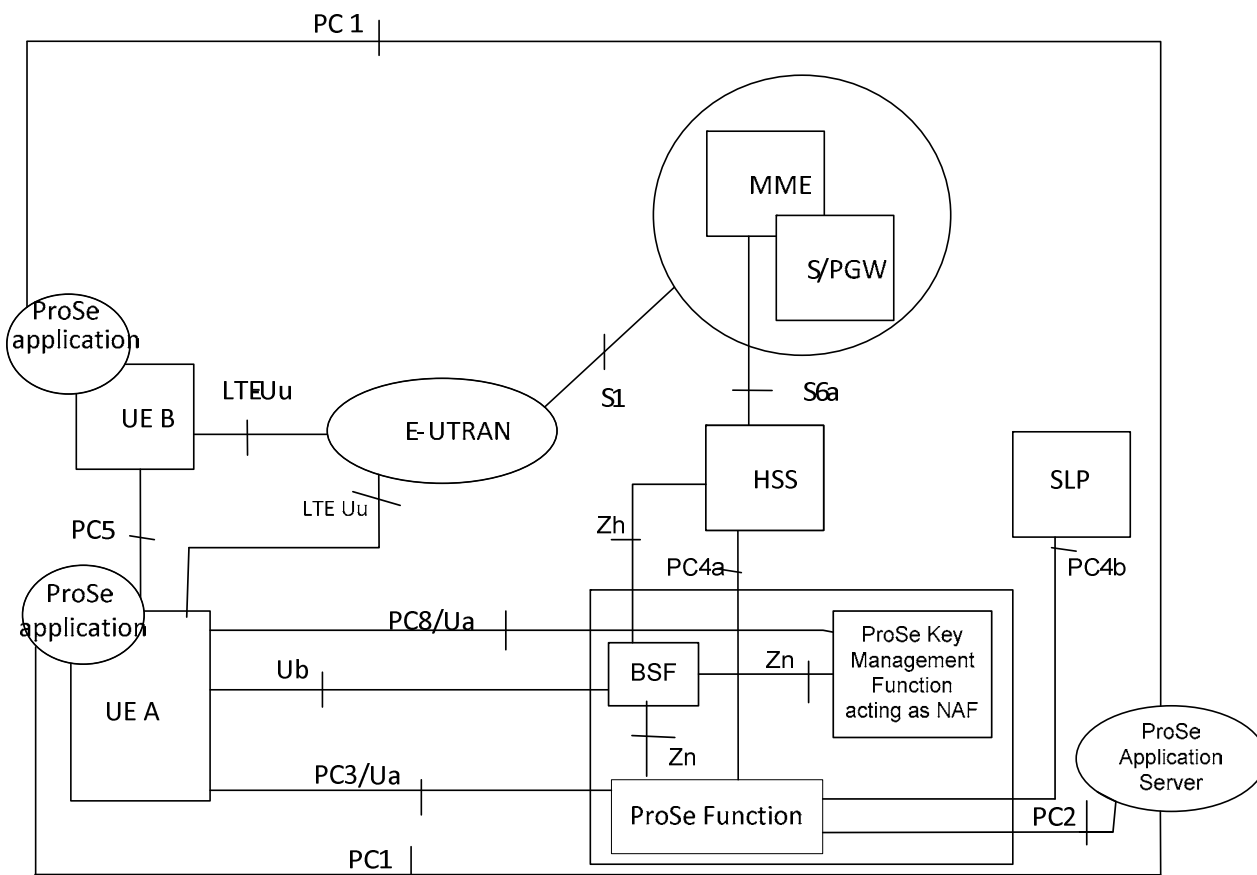 PC 1
MME
S/PGW
ProSe
application
UE B
LTE-Uu
E-UTRAN
S1
S6a
HSS
SLP
LTE Uu
PC5
Zh
PC4a
PC4b
ProSe
application
UE A
PC8/Ua
Ub
BSF
Zn
ProSe Key
Management
Function
acting as NAF
Zn
PC3/Ua
ProSe Function
PC2
ProSe
Application
Server
PC1